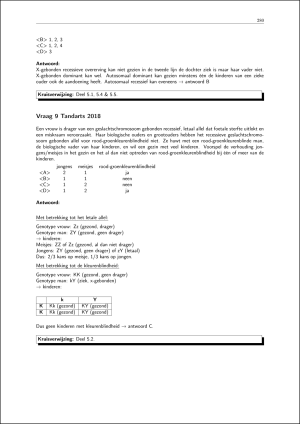 293
<B> 1, 2, 3
<C> 1, 2, 4
<D> 3
Antwoord:
X-gebonden recessieve overerving kan niet gezien in de tweede lijn de dochter ziek is maar haar vader niet.
X-gebonden dominant kan wel. Autosomaal dominant kan gezien minstens één de kinderen van een zieke
ouder ook de aandoening heeft. Autosomaal recessief kan eveneens → antwoord B
Kruisverwijzing: Deel 5.1, 5.4 & 5.5.
Vraag 9 Tandarts 2018
Een vrouw is drager van een geslachtschromosoom gebonden recessief, letaal allel dat foetale sterfte uitlokt en
een miskraam veroorzaakt. Haar biologische ouders en grootouders hebben het recessieve geslachtschromo-
soom gebonden allel voor rood-groenkleurenblindheid niet. Ze huwt met een rood-groenkleurenblinde man,
de biologische vader van haar kinderen, en wil een gezin met veel kinderen. Voorspel de verhouding jon-
gens/meisjes in het gezin en het al dan niet optreden van rood-groenkleurenblindheid bij één of meer van de
kinderen.
jongens meisjes rood-groenkleurenblindheid
<A> 2 1 ja
<B> 1 1 neen
<C> 1 2 neen
<D> 1 2 ja
Antwoord:
Met betrekking tot het letale allel:
Genotype vrouw: Zz (gezond, drager)
Genotype man: ZY (gezond, geen drager)
→ kinderen:
Meisjes: ZZ of Zz (gezond, al dan niet drager)
Jongens: ZY (gezond, geen drager) of zY (letaal)
Dus: 2/3 kans op meisje, 1/3 kans op jongen.
Met betrekking tot de kleurenblindheid:
Genotype vrouw: KK (gezond, geen drager)
Genotype man: kY (ziek, x-gebonden)
→ kinderen:
k Y
K Kk (gezond) KY (gezond)
K Kk (gezond) KY (gezond)
Dus geen kinderen met kleurenblindheid → antwoord C.
Kruisverwijzing: Deel 5.2.